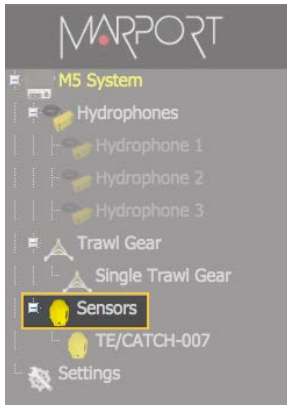 MARPORT
M5 System
Hydrophones
Hydrophone 1
Hydrophone 2
Hydrophone 3
Trawl Gear
Single Trawl Gear
Sensors
TE/CATCH-007
Settings